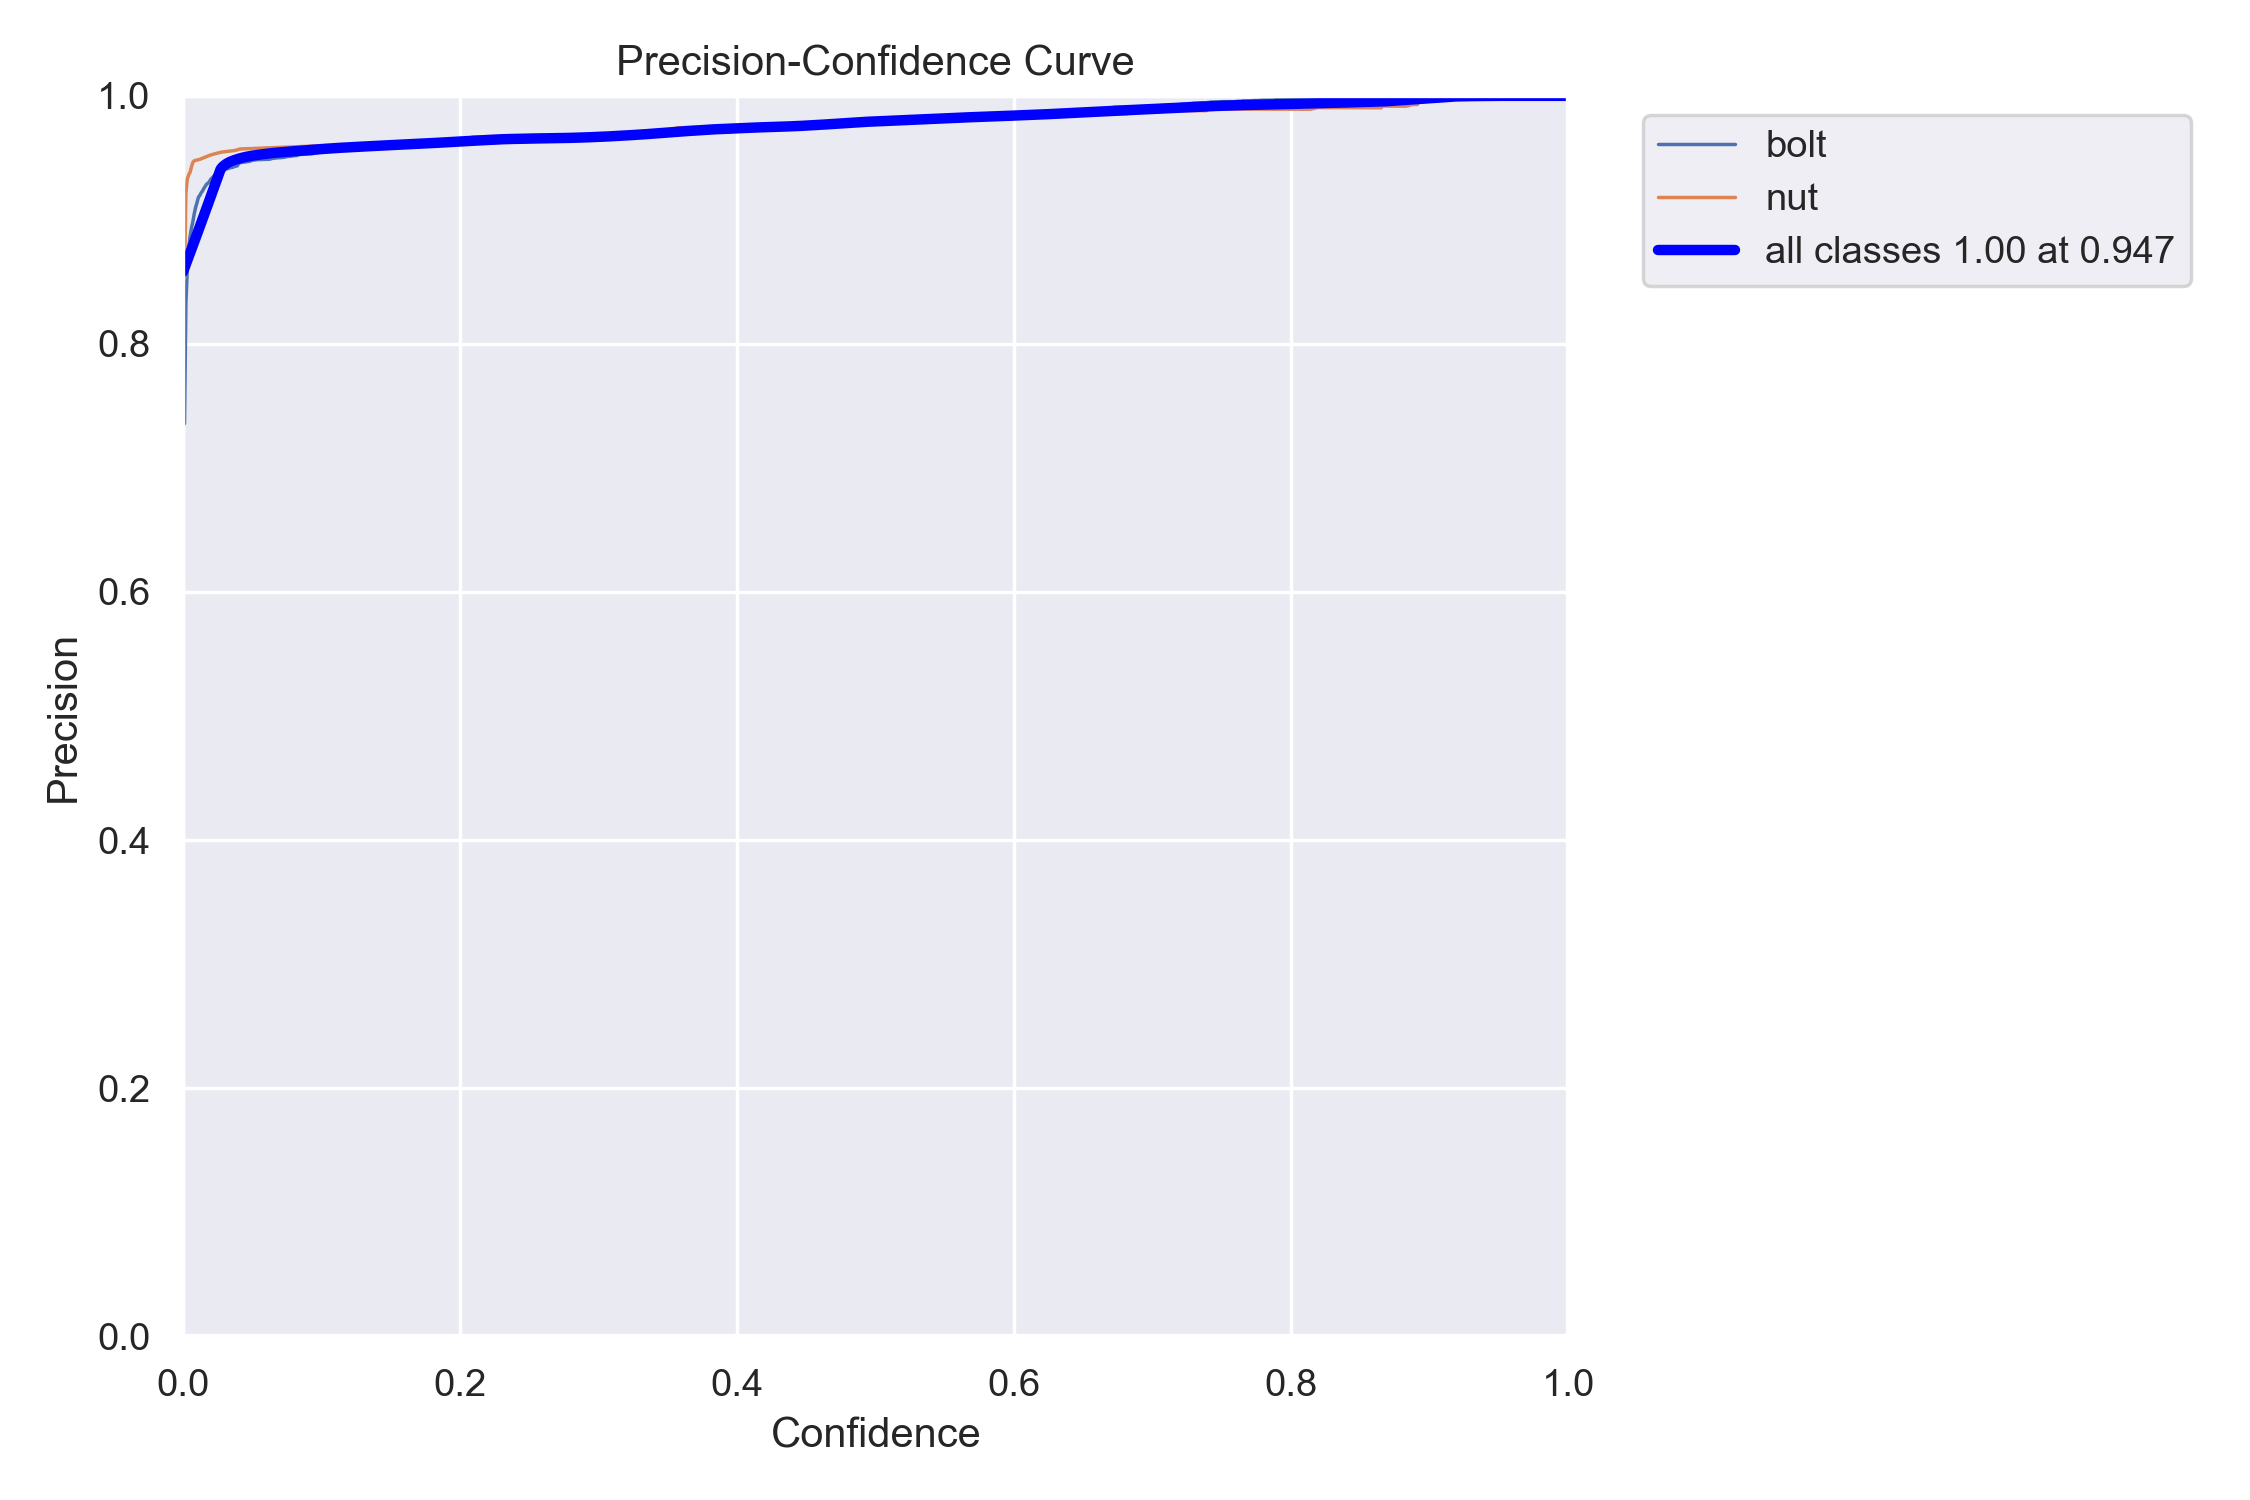 Precision-Confidence Curve
1.0
0.8
0.6
0.4
0.2
0.0
Precision
0.0 0.2 0.4 0.6 0.8 1.0
Confidence
bolt
nut
all classes 1.00 at 0.947